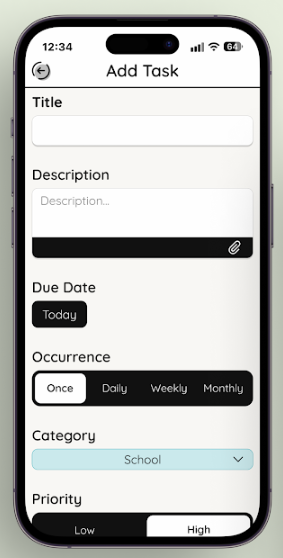 12:34
64
Add Task
Title
Description
Description...
Due Date
Today
Occurrence
Once Daily Weekly Monthly
Category
School
Priority
Low High